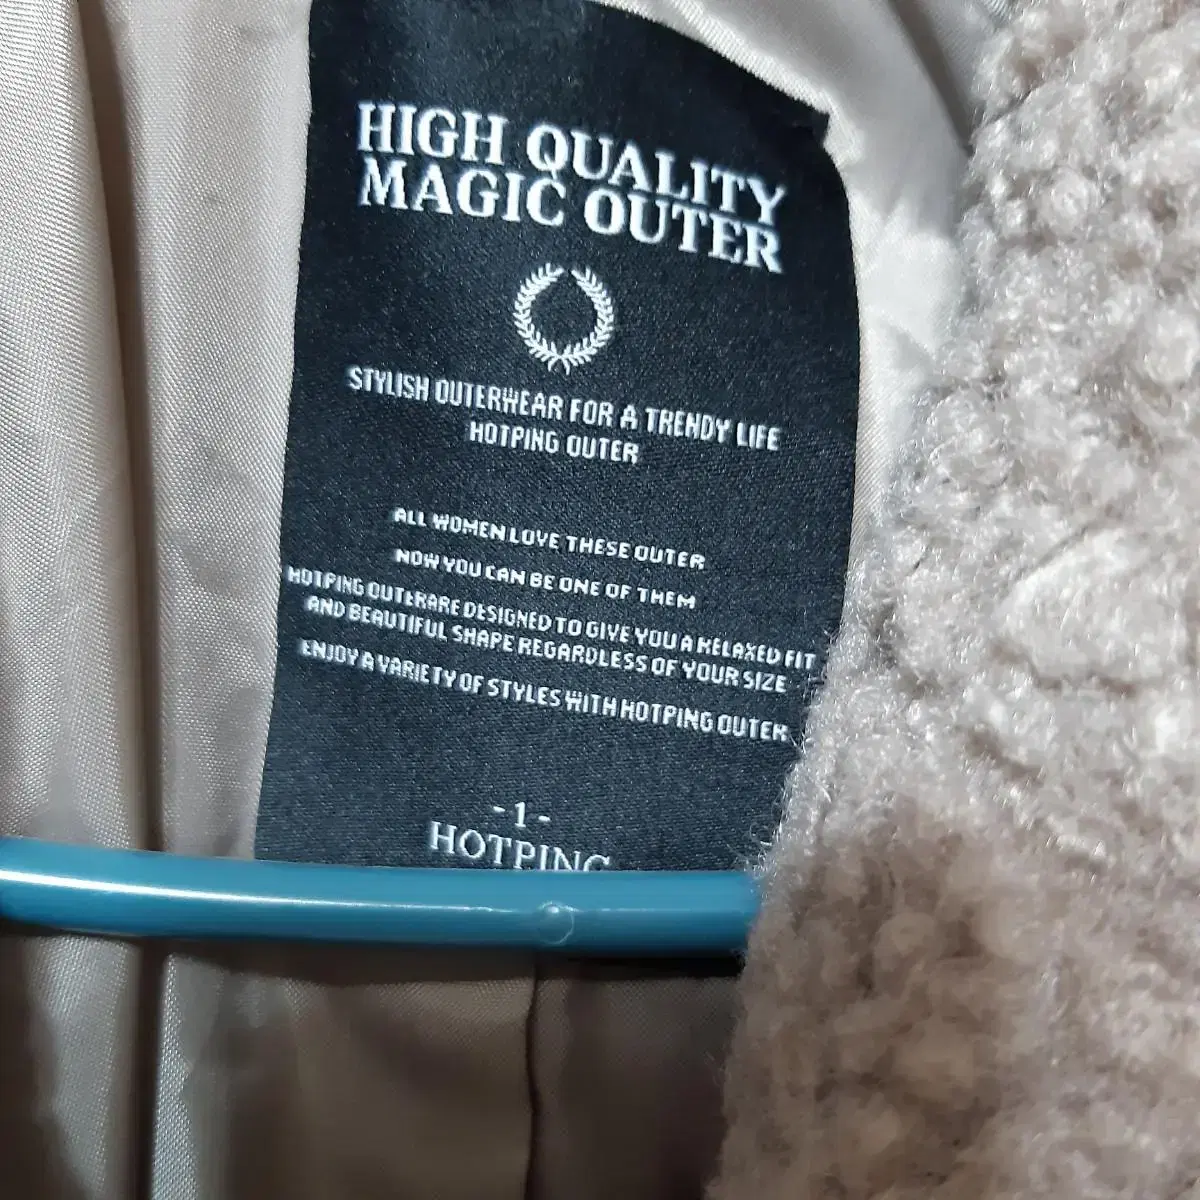 HIGH QUALITY
MAGIC OUTER
STYLISH OUTERWEAR FOR A TRENDY LIFE
HOTPING OUTER
ALL WOMEN LOVE THESE OUTER
NOW YOU CAN BE ONE OF THEM
HOTPING OUTERARE DESIGNED TO GIVE YOU A RELAXED FIT
AND BEAUTIFUL SHAPE REGARDLESS OF YOUR SIZE
ENJOY A VARIETY OF STYLES WITH HOTPING OUTER
-1-
HOTPING